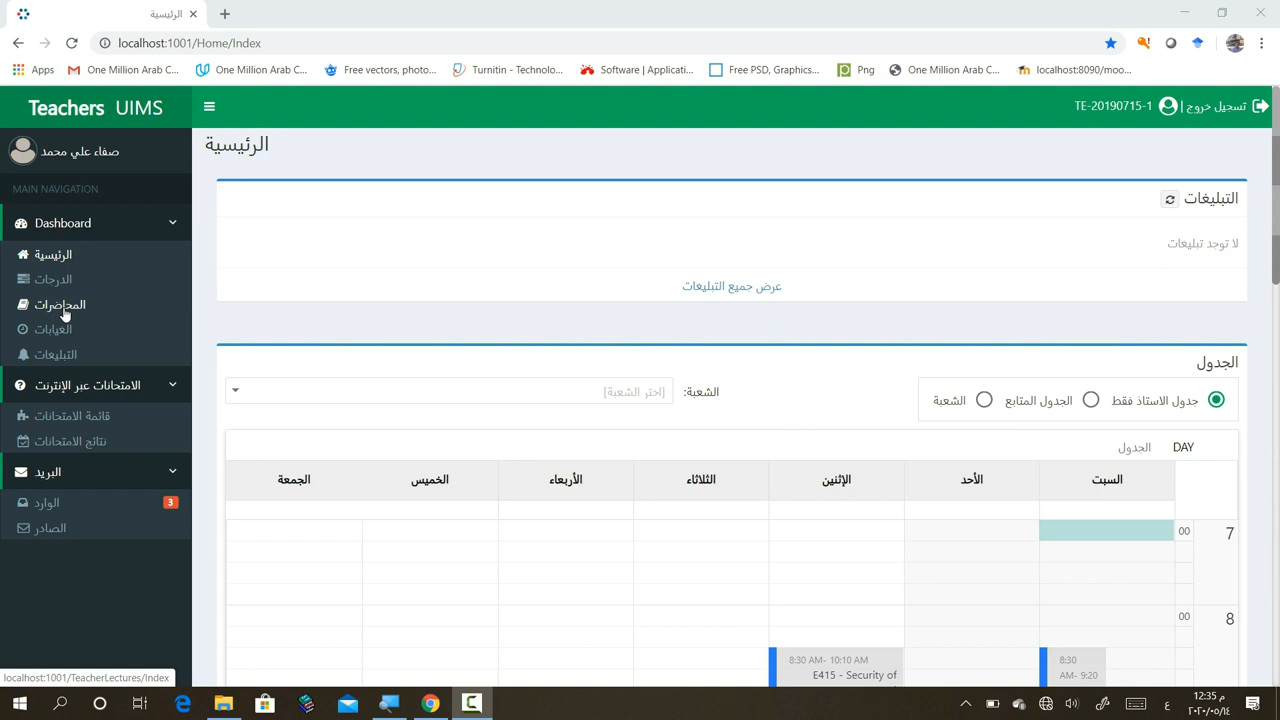 الرئيسية
localhost:1001/Home/Index
Apps
One Million Arab C...
One Million Arab C...
Free vectors, photo...
Turnitin - Technolo...
Software | Applicati...
Free PSD, Graphics...
Png
One Million Arab C...
localhost:8090/moo...
Teachers UIMS
TE-20190715-1
تسجيل خروج |
صفاء علي محمد
MAIN NAVIGATION
Dashboard
الرئيسية
الدرجات
المحاضرات
الغيابات
التبليغات
الامتحانات عبر الإنترنت
قائمة الامتحانات
نتائج الامتحانات
البريد
الوارد
3
الصادر
الرئيسية
التبليغات
لا توجد تبليغات
عرض جميع التبليغات
الجدول
جدول الاستاذ فقط
الجدول المتابع
الشعبة
الشعبة:
[اختر الشعبة]
DAY
الجدول
السبت
الأحد
الإثنين
الثلاثاء
الأربعاء
الخميس
الجمعة
7
00
8
00
8:30 AM- 10:10 AM
E415 - Security of
8:30
AM- 9:20
localhost:1001/TeacherLectures/Index
12:35 م
٢٠٢٠/٠٥/١٤
ع